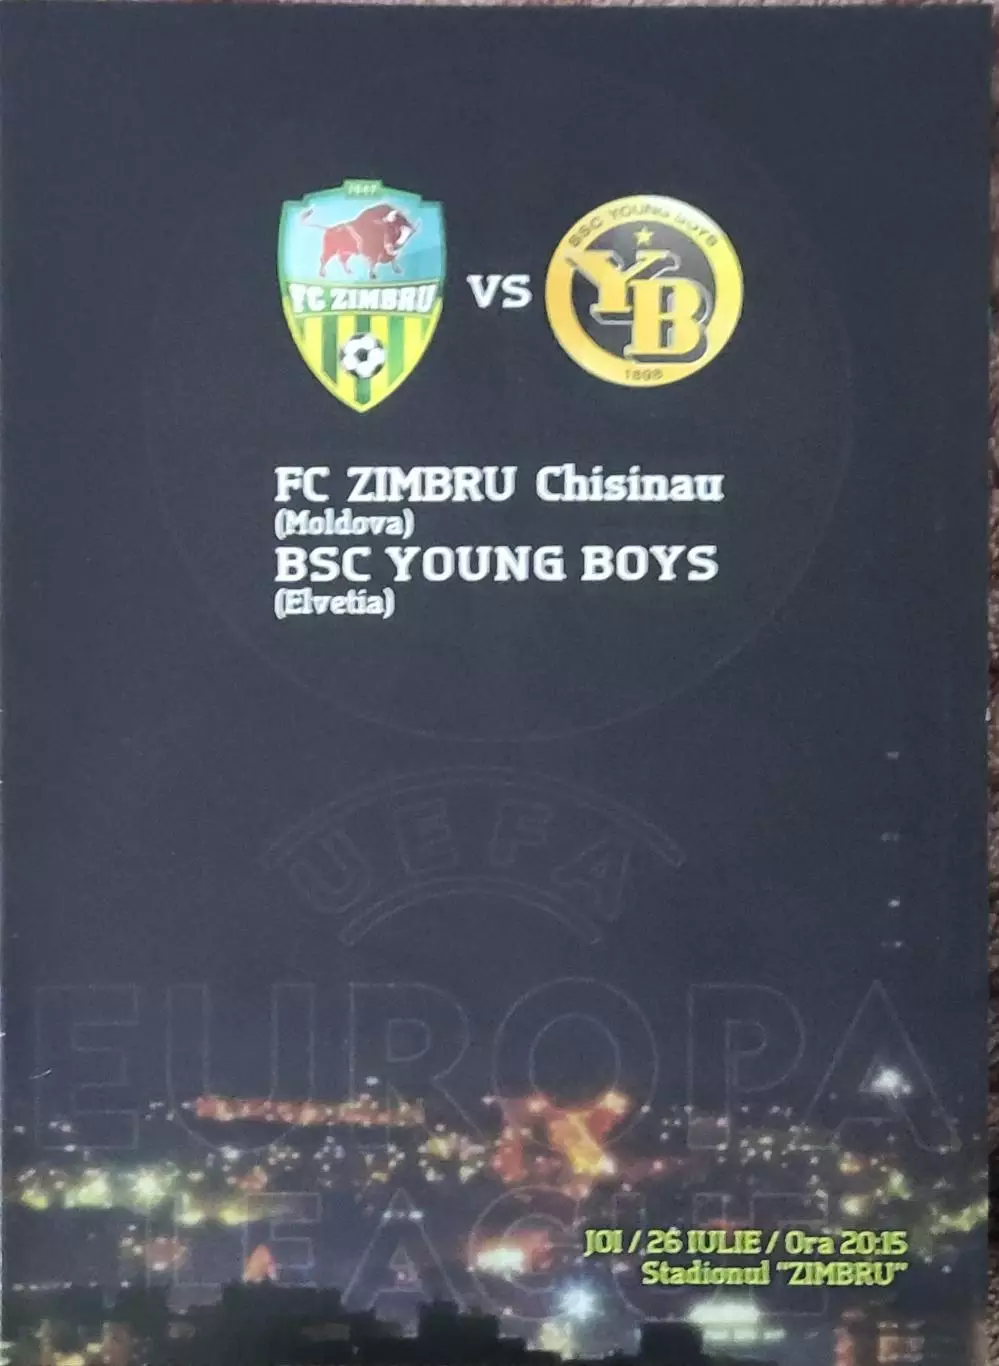 1947
FC ZIMBRU
VS
BSC YOUNG BOYS
YB
1898
FC ZIMBRU Chisinau
(Moldova)
BSC YOUNG BOYS
(Elvetia)
UEFA
EUROPA
LEAGUE
JOI / 26 IULIE / Ora 20:15
Stadionul "ZIMBRU"